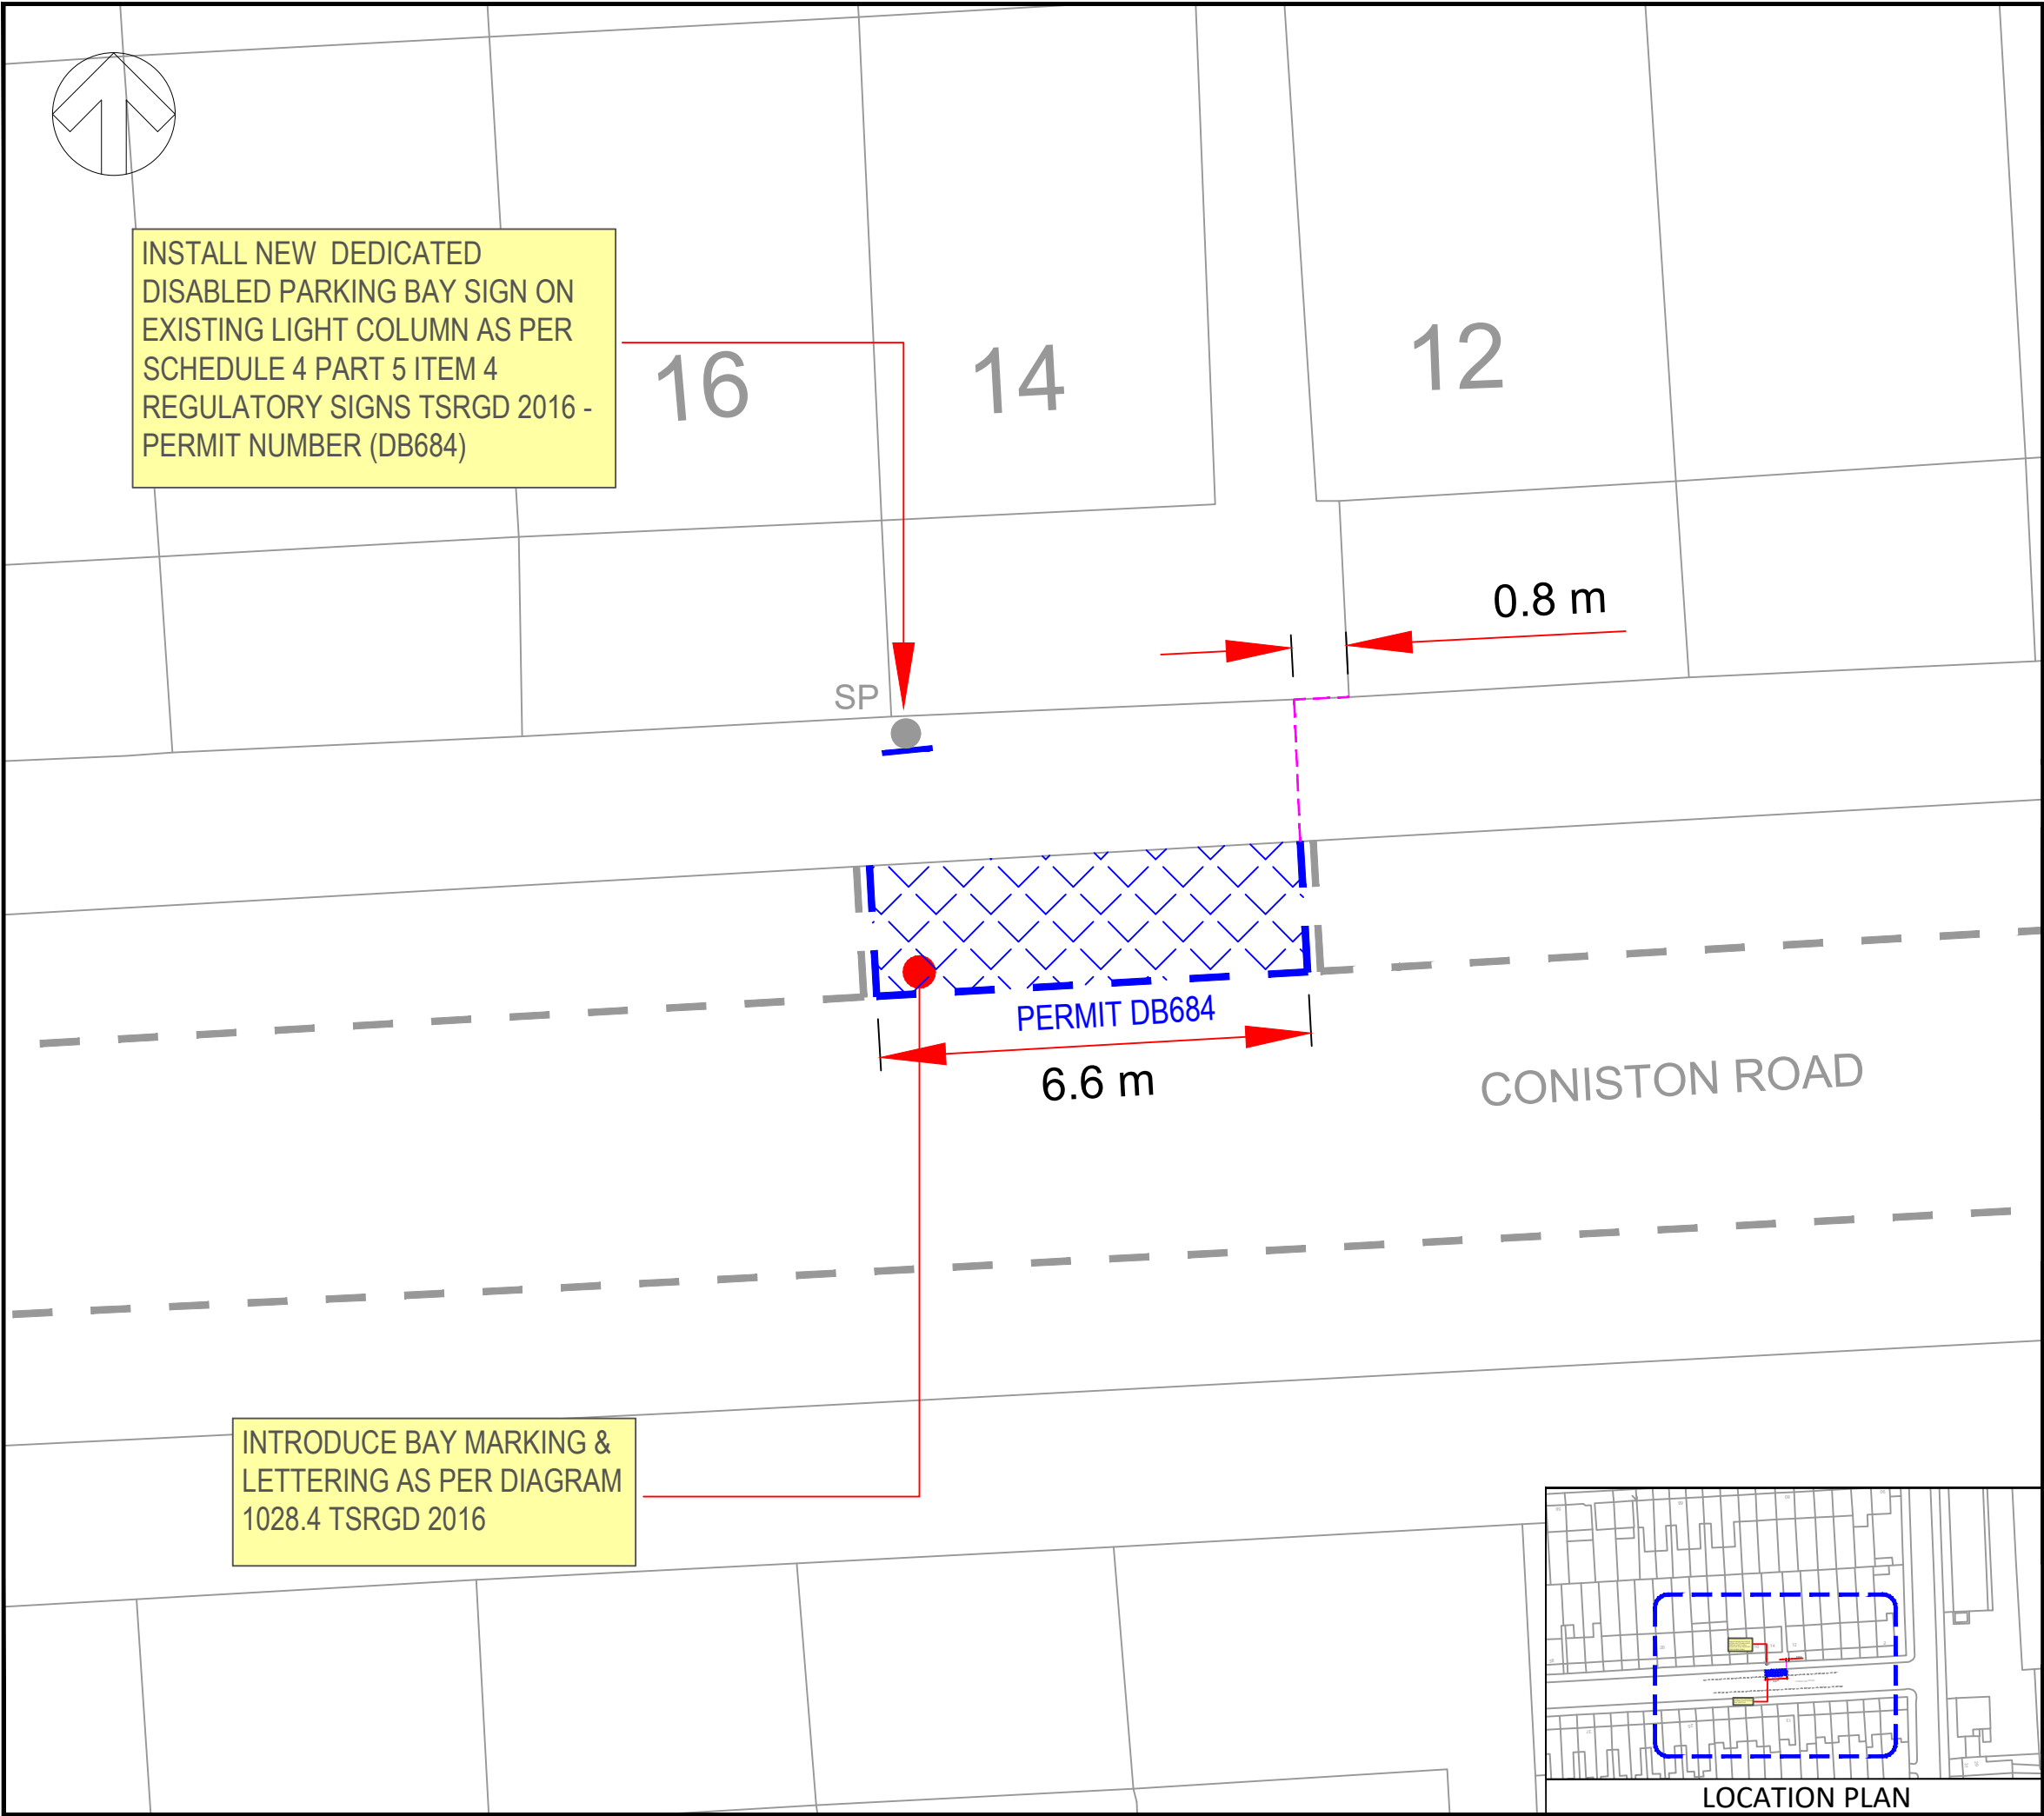 INSTALL NEW DEDICATED
DISABLED PARKING BAY SIGN ON
EXISTING LIGHT COLUMN AS PER
SCHEDULE 4 PART 5 ITEM 4
REGULATORY SIGNS TSRGD 2016 -
PERMIT NUMBER (DB684)
16
14
12
0.8 m
SP
PERMIT DB684
6.6 m
CONISTON ROAD
INTRODUCE BAY MARKING &
LETTERING AS PER DIAGRAM
1028.4 TSRGD 2016
LOCATION PLAN